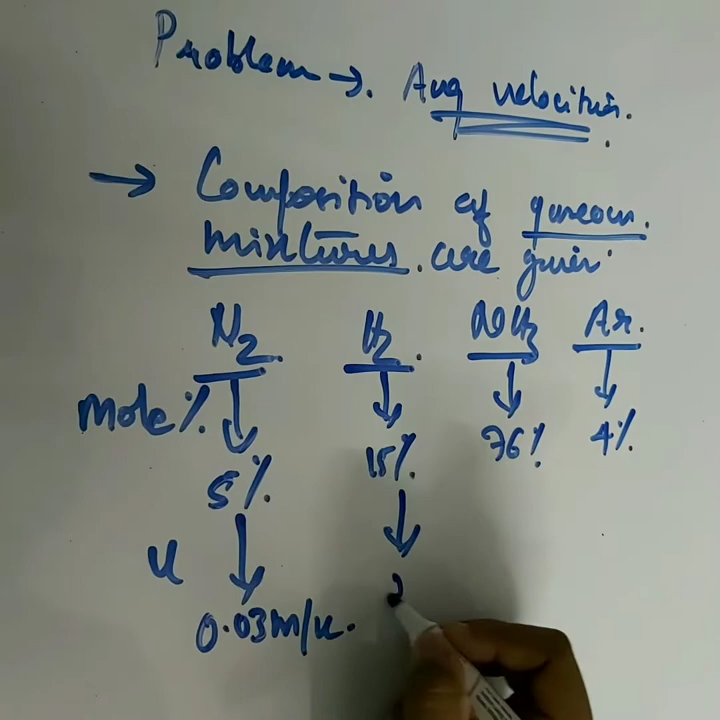 Problem →. Avg velocities.
→ Composition of gaseous
mixtures are given
N2. H2. NH3 Ar.
mole%
5% 15% 76% 4%
u
0.03m/s.